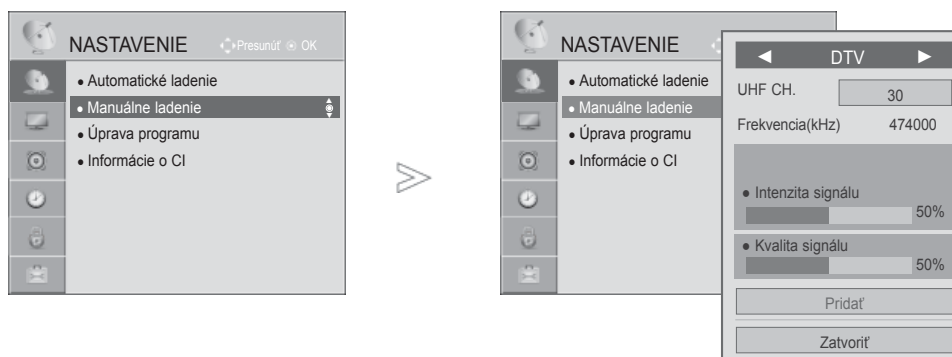 NASTAVENIE
Presunúť OK
• Automatické ladenie
• Manuálne ladenie
• Úprava programu
• Informácie o CI
NASTAVENIE
• Automatické ladenie
• Manuálne ladenie
• Úprava programu
• Informácie o CI
◄ DTV ►
UHF CH. 30
Frekvencia(kHz) 474000
• Intenzita signálu
50%
• Kvalita signálu
50%
Pridať
Zatvoriť